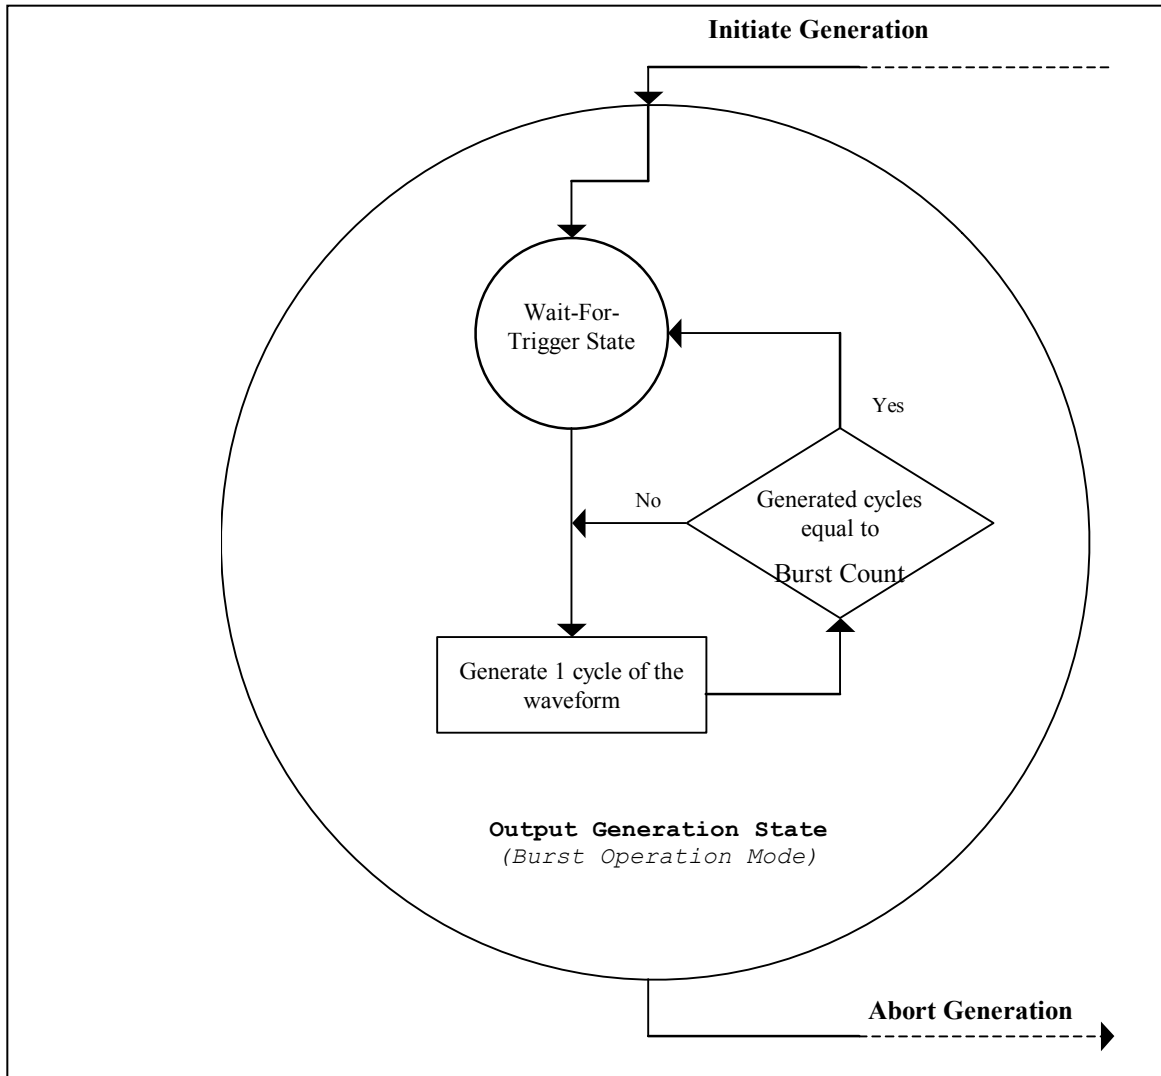 Initiate Generation
Wait-For-
Trigger State
Yes
No
Generated cycles
equal to
Burst Count
Generate 1 cycle of the
waveform
Output Generation State
(Burst Operation Mode)
Abort Generation